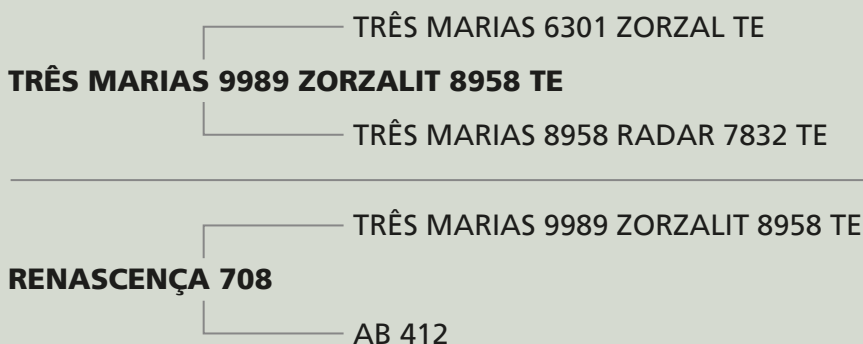 TRÊS MARIAS 6301 ZORZAL TE
TRÊS MARIAS 9989 ZORZALIT 8958 TE
TRÊS MARIAS 8958 RADAR 7832 TE
TRÊS MARIAS 9989 ZORZALIT 8958 TE
RENASCENÇA 708
AB 412